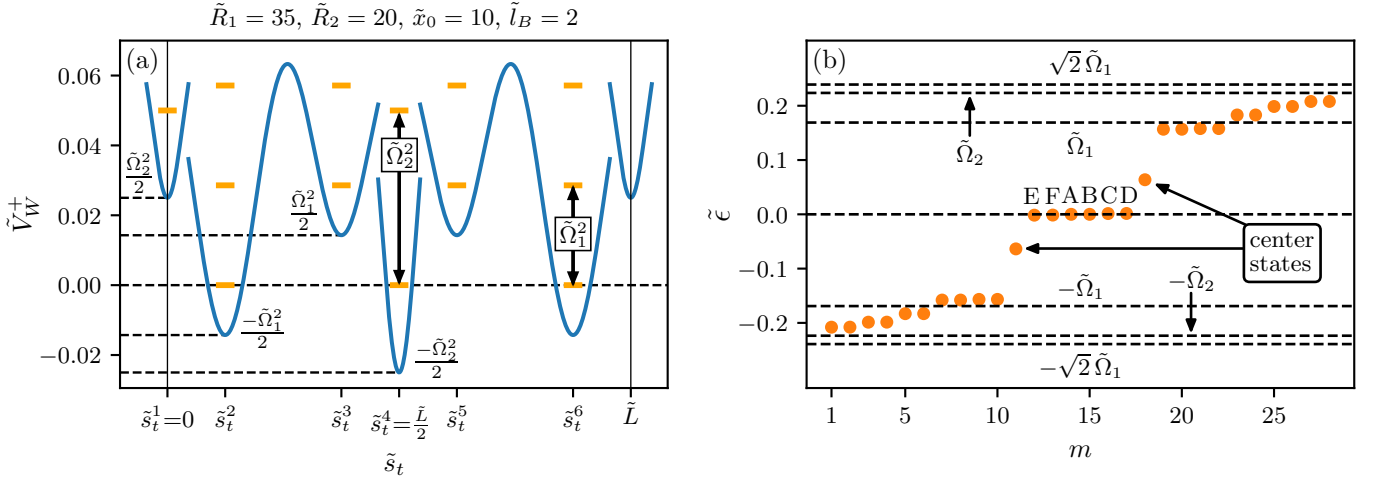 R̃₁ = 35, R̃₂ = 20, x̃₀ = 10, l̃_B = 2
(a)
0.06
0.04
0.02
0.00
−0.02
Ṽ_W^+
Ω̃₂²/2
−Ω̃₁²/2
Ω̃₁²/2
−Ω̃₂²/2
Ω̃₂²
Ω̃₁²
s̃_t^1=0
s̃_t^2
s̃_t^3
s̃_t^4=L̃/2
s̃_t^5
s̃_t^6
L̃
s̃_t
(b)
√2 Ω̃₁
Ω̃₂
Ω̃₁
E F A B C D
center
states
−Ω̃₁
−Ω̃₂
−√2 Ω̃₁
0.2
0.1
0.0
−0.1
−0.2
ϵ̃
1
5
10
15
20
25
m